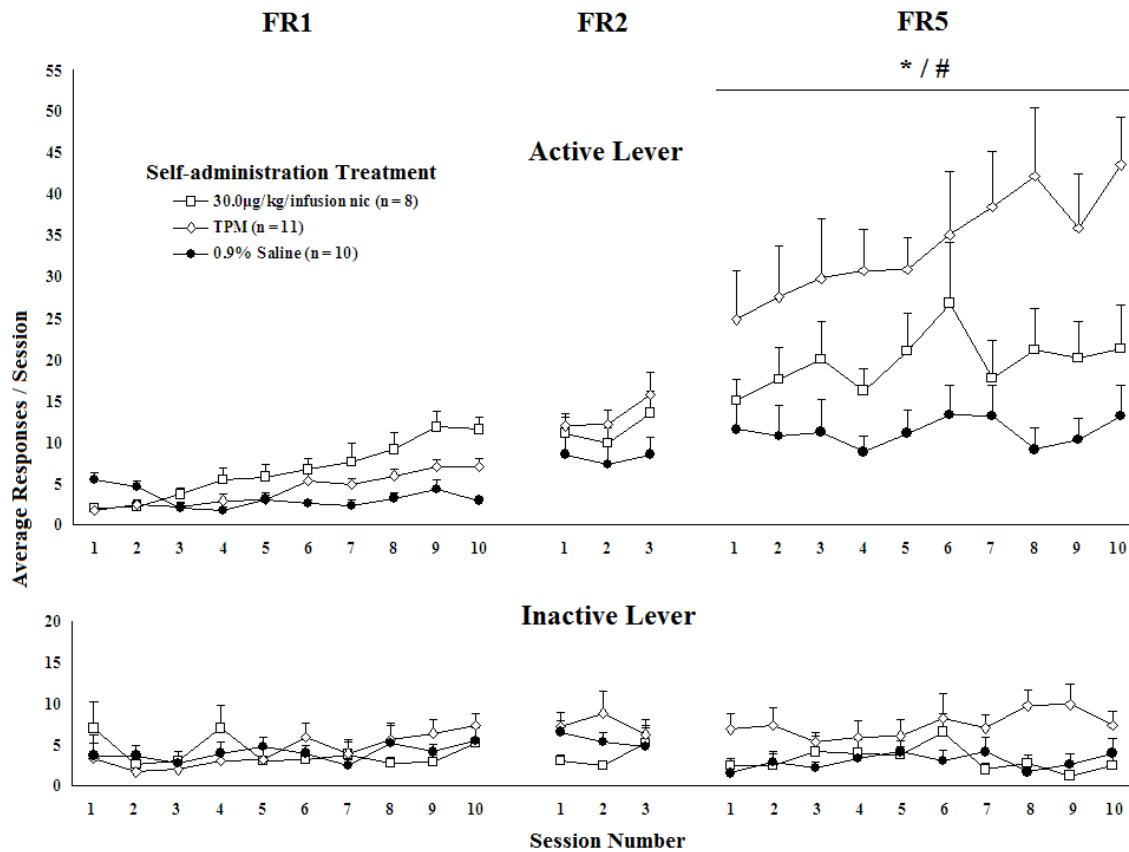 FR1 FR2 FR5
* / #
55
50
45
40
35
30
25
20
15
10
5
0
Average Responses / Session
Active Lever
Self-administration Treatment
30.0µg/kg/infusion nic (n = 8)
TPM (n = 11)
0.9% Saline (n = 10)
1 2 3 4 5 6 7 8 9 10 1 2 3 1 2 3 4 5 6 7 8 9 10
Inactive Lever
20
15
10
5
0
1 2 3 4 5 6 7 8 9 10 1 2 3 1 2 3 4 5 6 7 8 9 10
Session Number